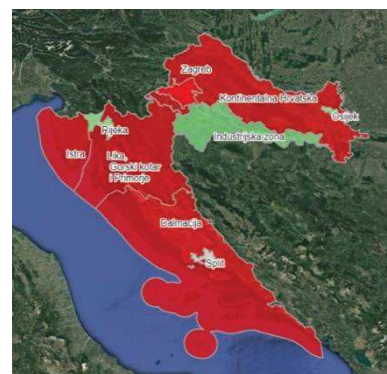 Zagreb
Kontinentalna Hrvatska
Osijek
Rijeka
Industrijska zona
Istra
Lika,
Gorski kotar
i Primorje
Dalmacija
Split